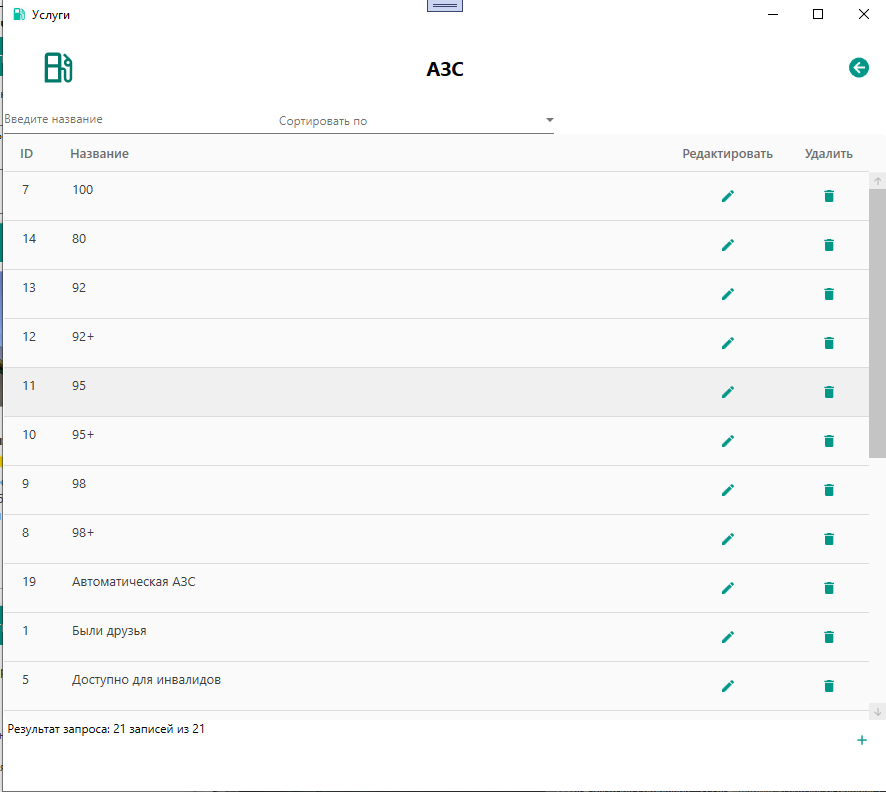 Услуги
АЗС
Введите название Сортировать по
ID Название Редактировать Удалить
7 100
14 80
13 92
12 92+
11 95
10 95+
9 98
8 98+
19 Автоматическая АЗС
1 Были друзья
5 Доступно для инвалидов
Результат запроса: 21 записей из 21